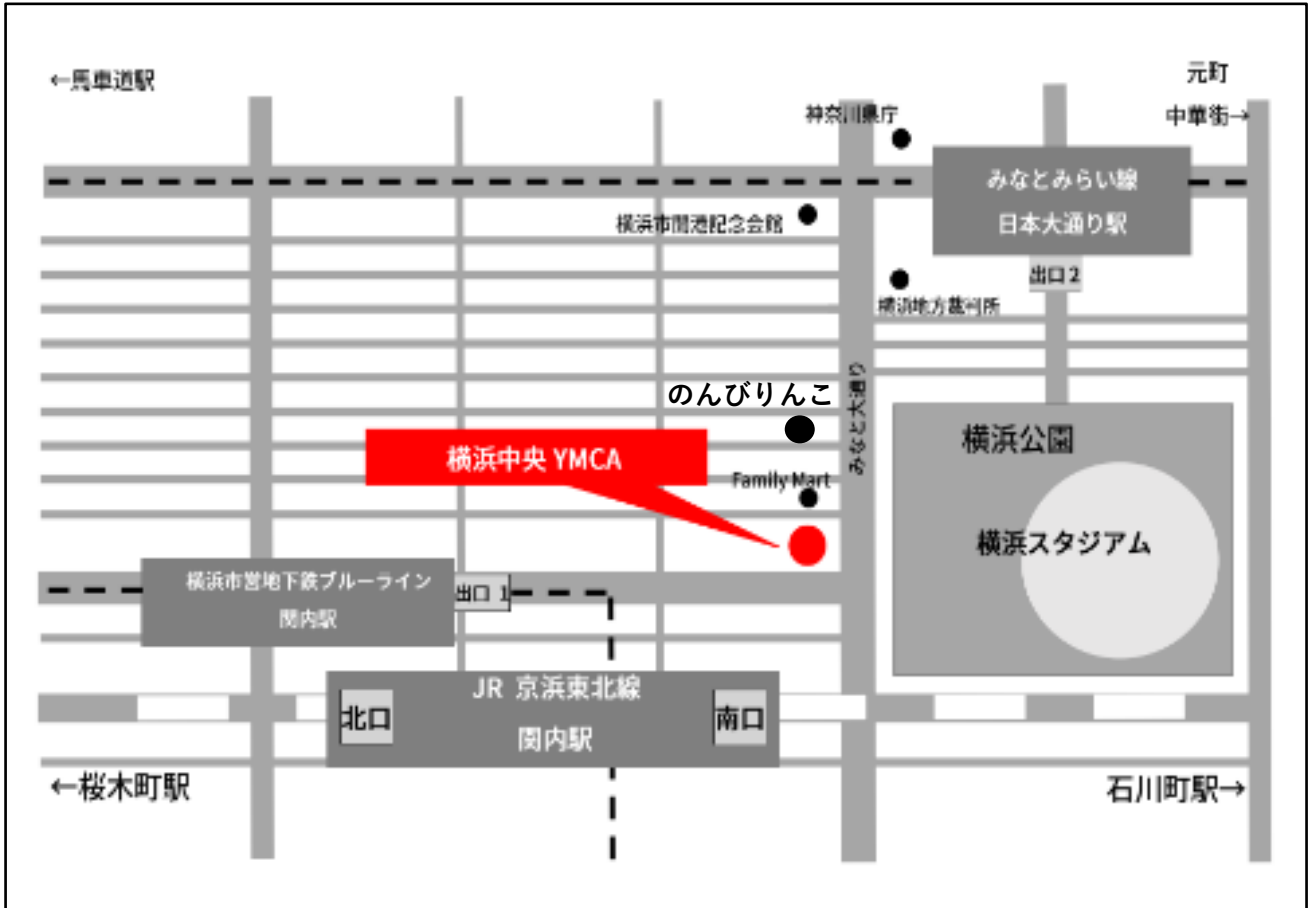 ←馬車道駅
元町
中華街→
神奈川県庁
みなとみらい線
日本大通り駅
横浜市開港記念会館
出口 2
横浜地方裁判所
みなと大通り
のんびりんこ
横浜公園
横浜中央 YMCA
Family Mart
横浜スタジアム
横浜市営地下鉄ブルーライン
関内駅
出口 1
JR 京浜東北線
関内駅
北口
南口
←桜木町駅
石川町駅→